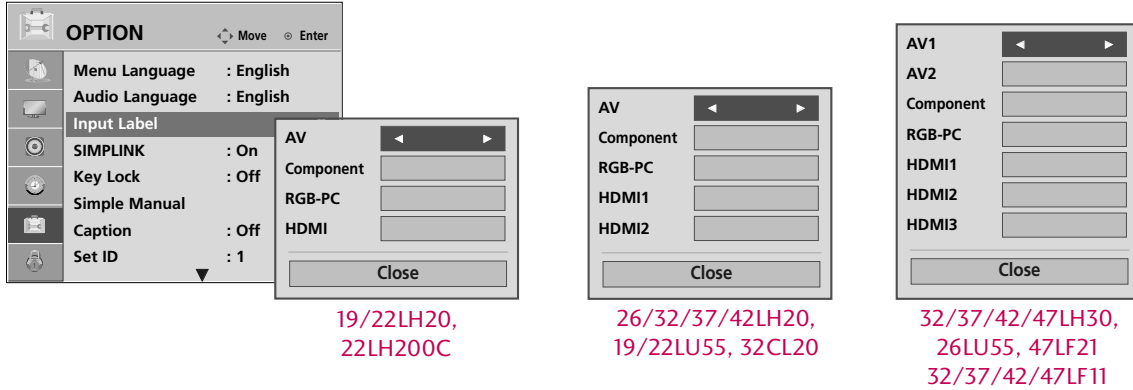 OPTION
Move Enter
Menu Language : English
Audio Language : English
Input Label
SIMPLINK : On
Key Lock : Off
Simple Manual
Caption : Off
Set ID : 1
AV
Component
RGB-PC
HDMI
Close
19/22LH20,
22LH200C
AV
Component
RGB-PC
HDMI1
HDMI2
Close
26/32/37/42LH20,
19/22LU55, 32CL20
AV1
AV2
Component
RGB-PC
HDMI1
HDMI2
HDMI3
Close
32/37/42/47LH30,
26LU55, 47LF21
32/37/42/47LF11